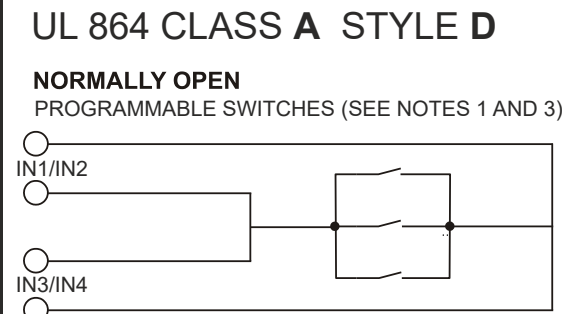 UL 864 CLASS A STYLE D
NORMALLY OPEN
PROGRAMMABLE SWITCHES (SEE NOTES 1 AND 3)
IN1/IN2
IN3/IN4